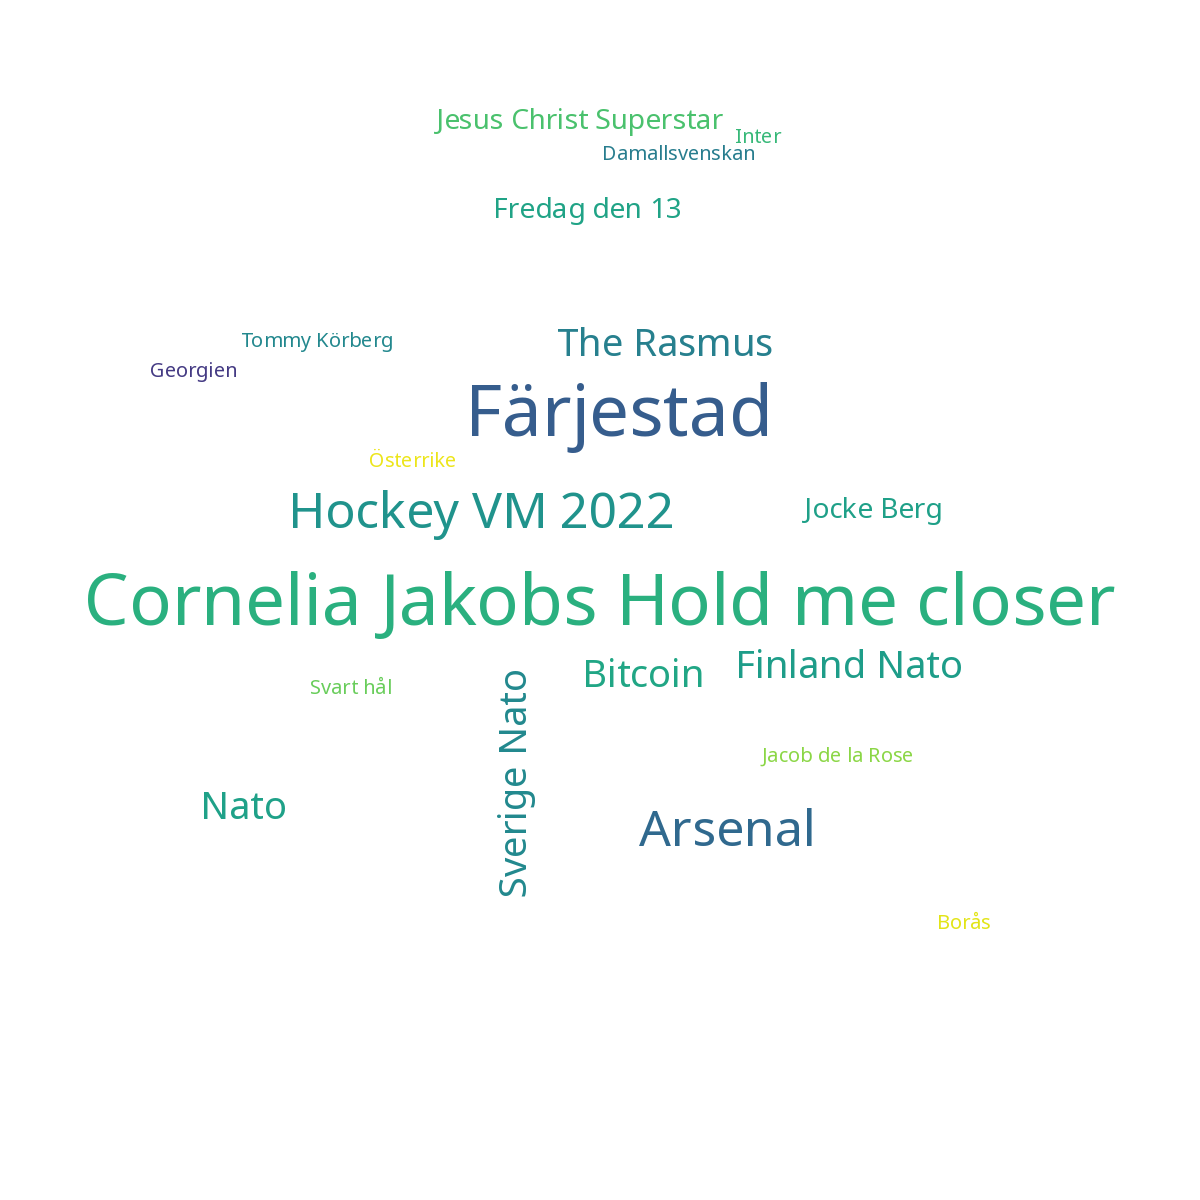 Jesus Christ Superstar
Inter
Damallsvenskan
Fredag den 13
Tommy Körberg
The Rasmus
Georgien
Färjestad
Österrike
Hockey VM 2022
Jocke Berg
Cornelia Jakobs Hold me closer
Finland Nato
Bitcoin
Svart hål
Sverige Nato
Jacob de la Rose
Nato
Arsenal
Borås